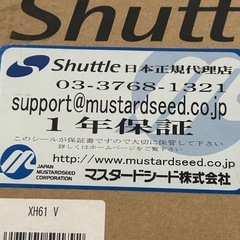 Shutt
Shuttle 日本正規代理店
03-3768-1321
support@mustardseed.co.jp
1年保証
このシールが保証書ですので大切に保管して下さい
詳しくはホームページをご覧下さい
http://www.mustardseed.co.jp
JAPAN
MUSTARDSEED
CORPORATION
マスタードシード株式会社
XH61 V